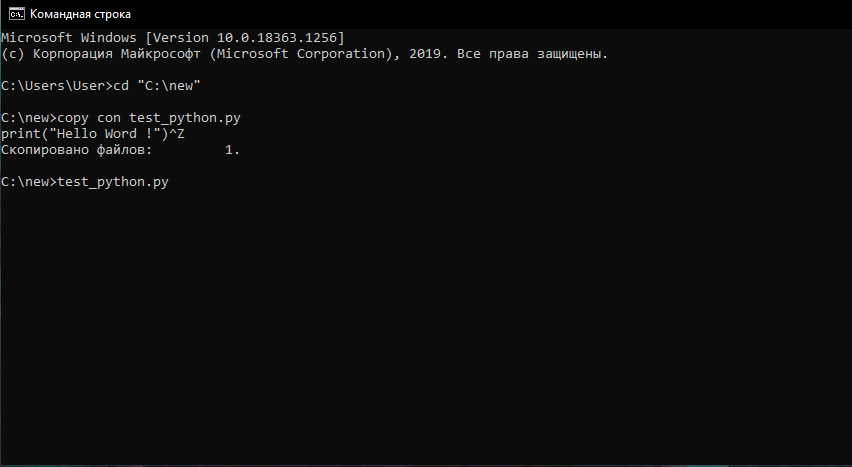 Командная строка
Microsoft Windows [Version 10.0.18363.1256]
(c) Корпорация Майкрософт (Microsoft Corporation), 2019. Все права защищены.
C:\Users\User>cd "C:\new"
C:\new>copy con test_python.py
print("Hello Word !")^Z
Скопировано файлов:         1.
C:\new>test_python.py